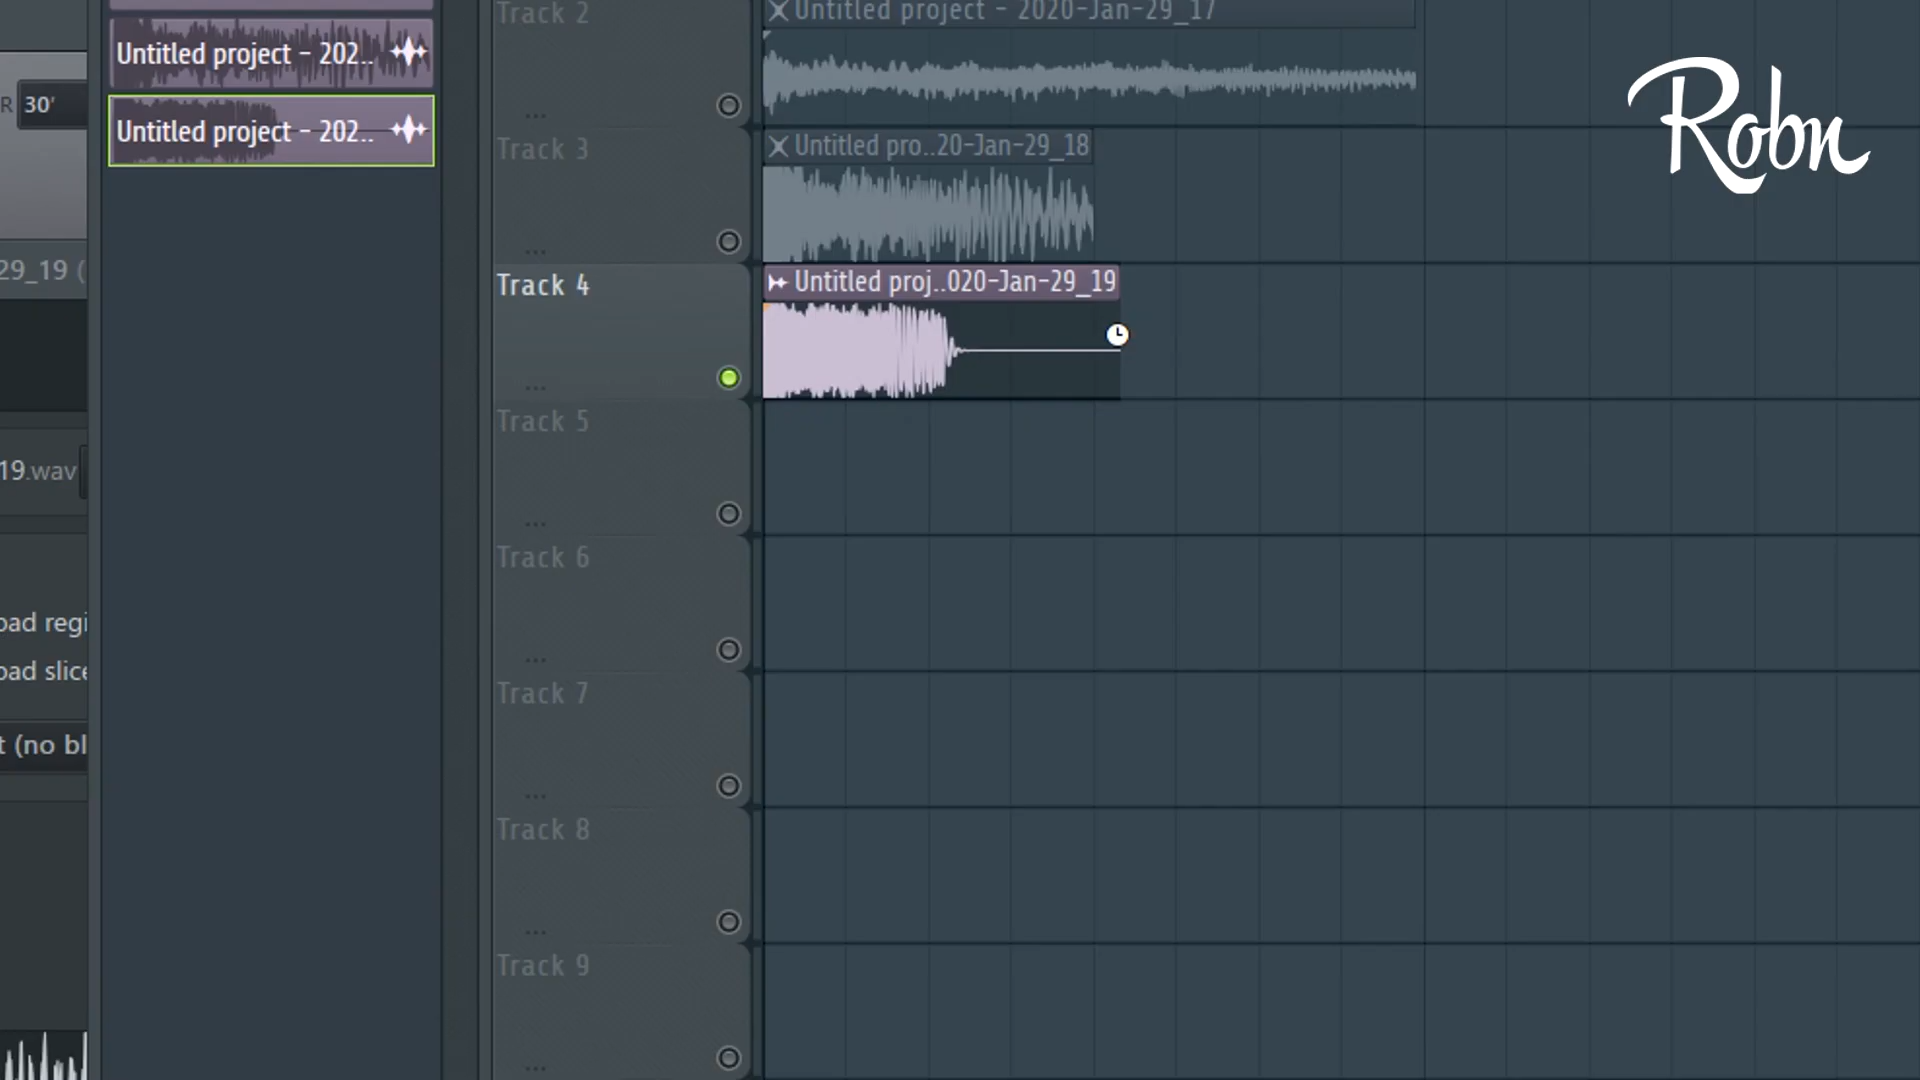 Track 2
Untitled project - 2020-Jan-29_17
Untitled project - 202..
R 30'
Untitled project - 202..
Track 3
Untitled pro..20-Jan-29_18
29_19 (
Track 4
Untitled proj..020-Jan-29_19
Track 5
19.wav
Track 6
oad regi
oad slice
Track 7
t (no bl
Track 8
Track 9
Robn